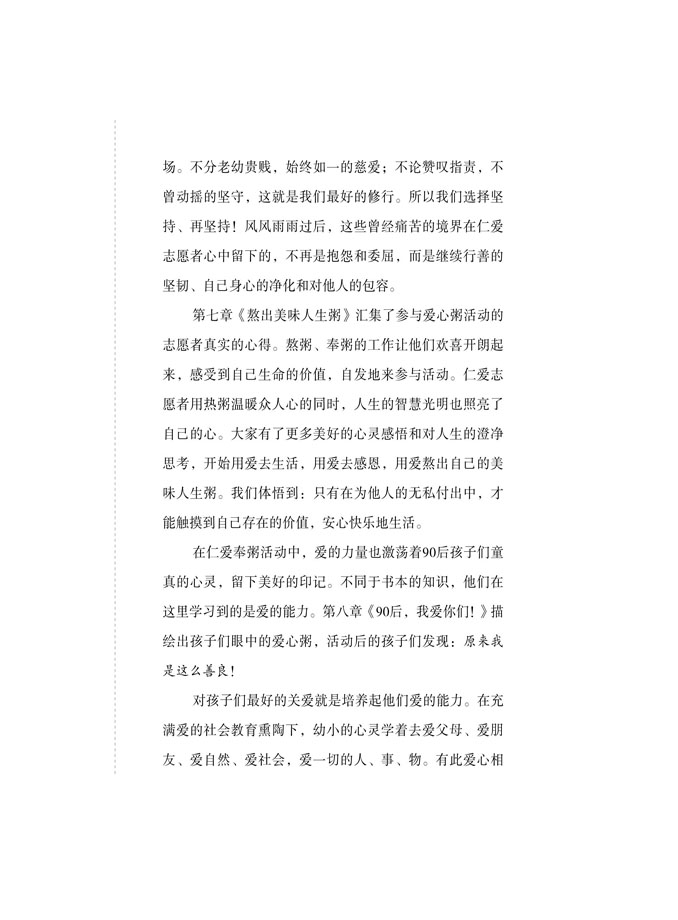 场。不分老幼贵贱，始终如一的慈爱；不论赞叹指责，不
曾动摇的坚守，这就是我们最好的修行。所以我们选择坚
持、再坚持！风风雨雨过后，这些曾经痛苦的境界在仁爱
志愿者心中留下的，不再是抱怨和委屈，而是继续行善的
坚韧、自己身心的净化和对他人的包容。
第七章《熬出美味人生粥》汇集了参与爱心粥活动的
志愿者真实的心得。熬粥、奉粥的工作让他们欢喜开朗起
来，感受到自己生命的价值，自发地来参与活动。仁爱志
愿者用热粥温暖众人心的同时，人生的智慧光明也照亮了
自己的心。大家有了更多美好的心灵感悟和对人生的澄净
思考，开始用爱去生活，用爱去感恩，用爱熬出自己的美
味人生粥。我们体悟到：只有在为他人的无私付出中，才
能触摸到自己存在的价值，安心快乐地生活。
在仁爱奉粥活动中，爱的力量也激荡着90后孩子们童
真的心灵，留下美好的印记。不同于书本的知识，他们在
这里学习到的是爱的能力。第八章《90后，我爱你们！》描
绘出孩子们眼中的爱心粥，活动后的孩子们发现：原来我
是这么善良！
对孩子们最好的关爱就是培养起他们爱的能力。在充
满爱的社会教育熏陶下，幼小的心灵学着去爱父母、爱朋
友、爱自然、爱社会，爱一切的人、事、物。有此爱心相